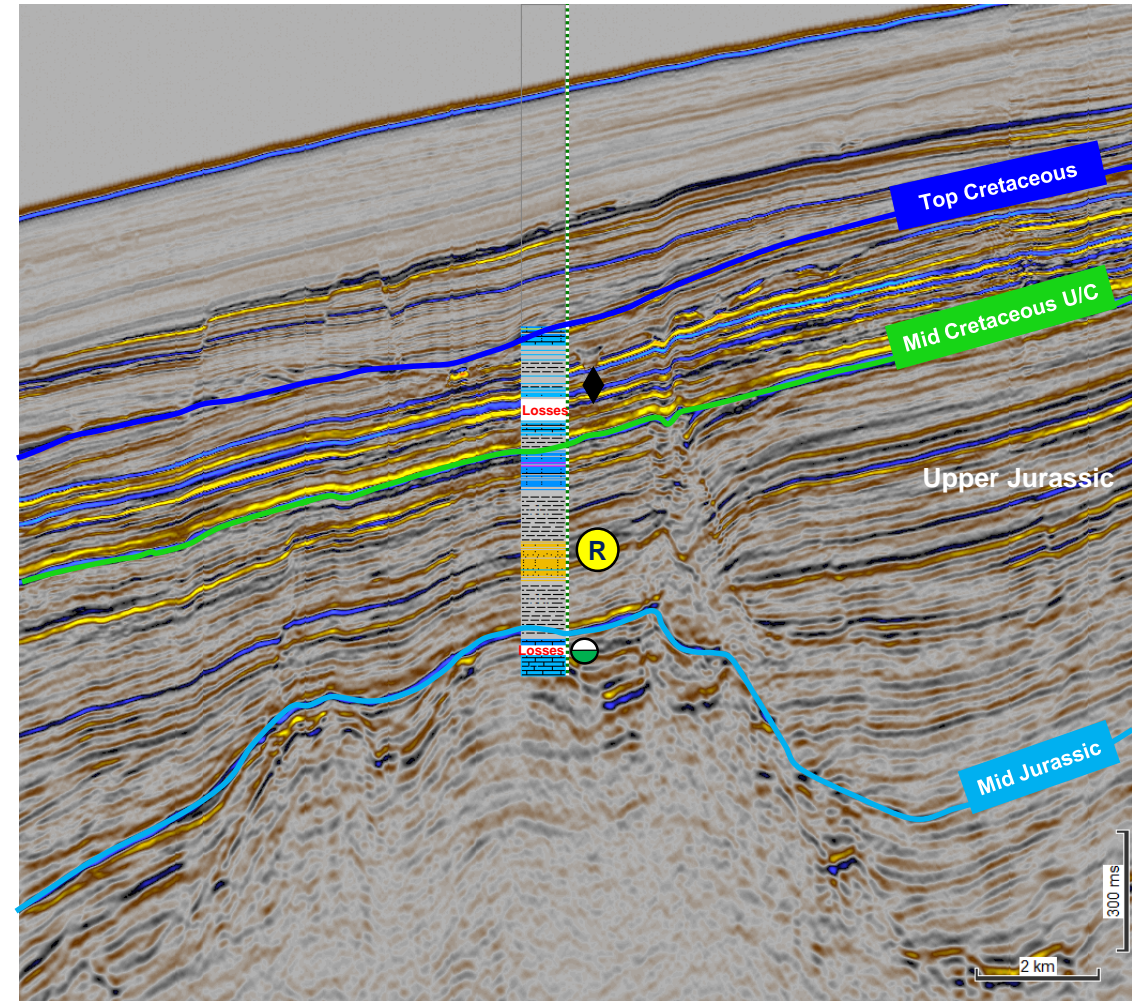 Top Cretaceous
Mid Cretaceous U/C
Losses
Upper Jurassic
R
Losses
Mid Jurassic
300 ms
2 km